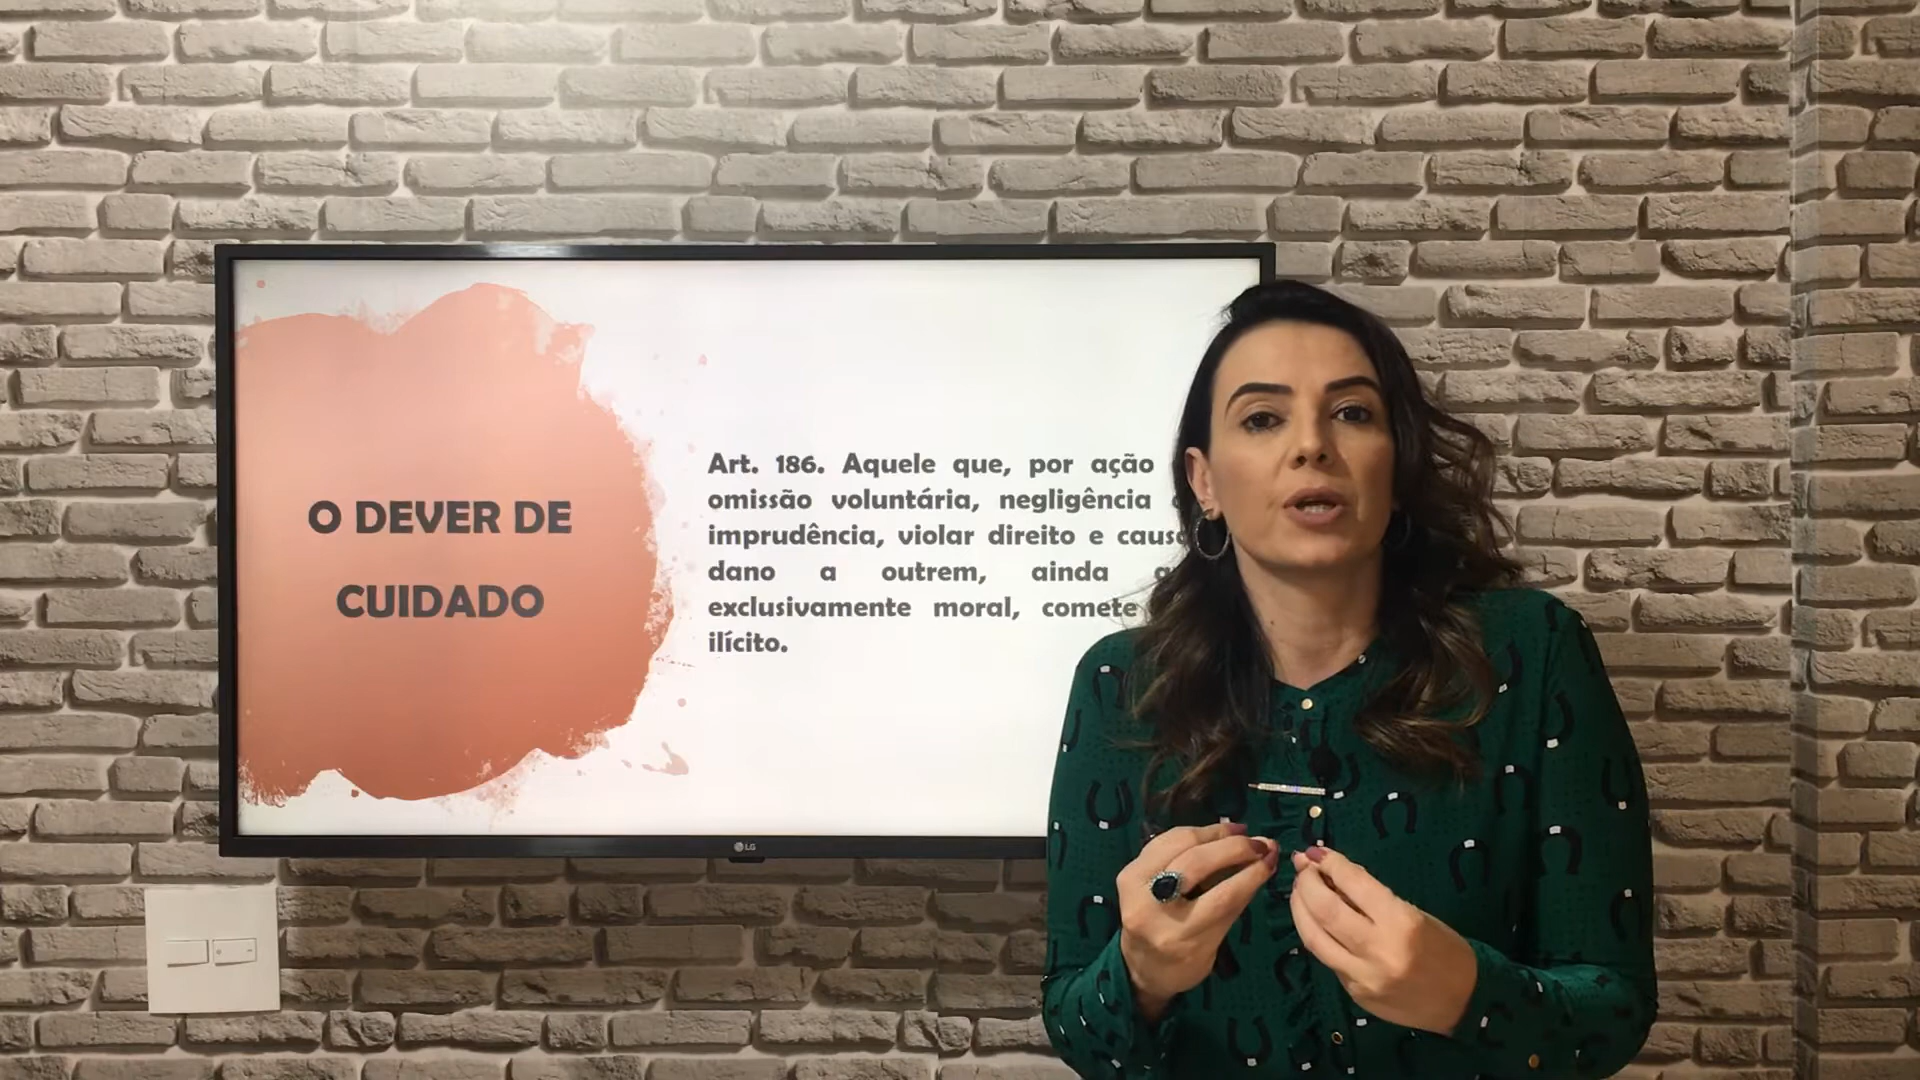 O DEVER DE
CUIDADO
Art. 186. Aquele que, por ação
omissão voluntária, negligência
imprudência, violar direito e
dano a outrem, ainda
exclusivamente moral, comete
ilícito.
LG